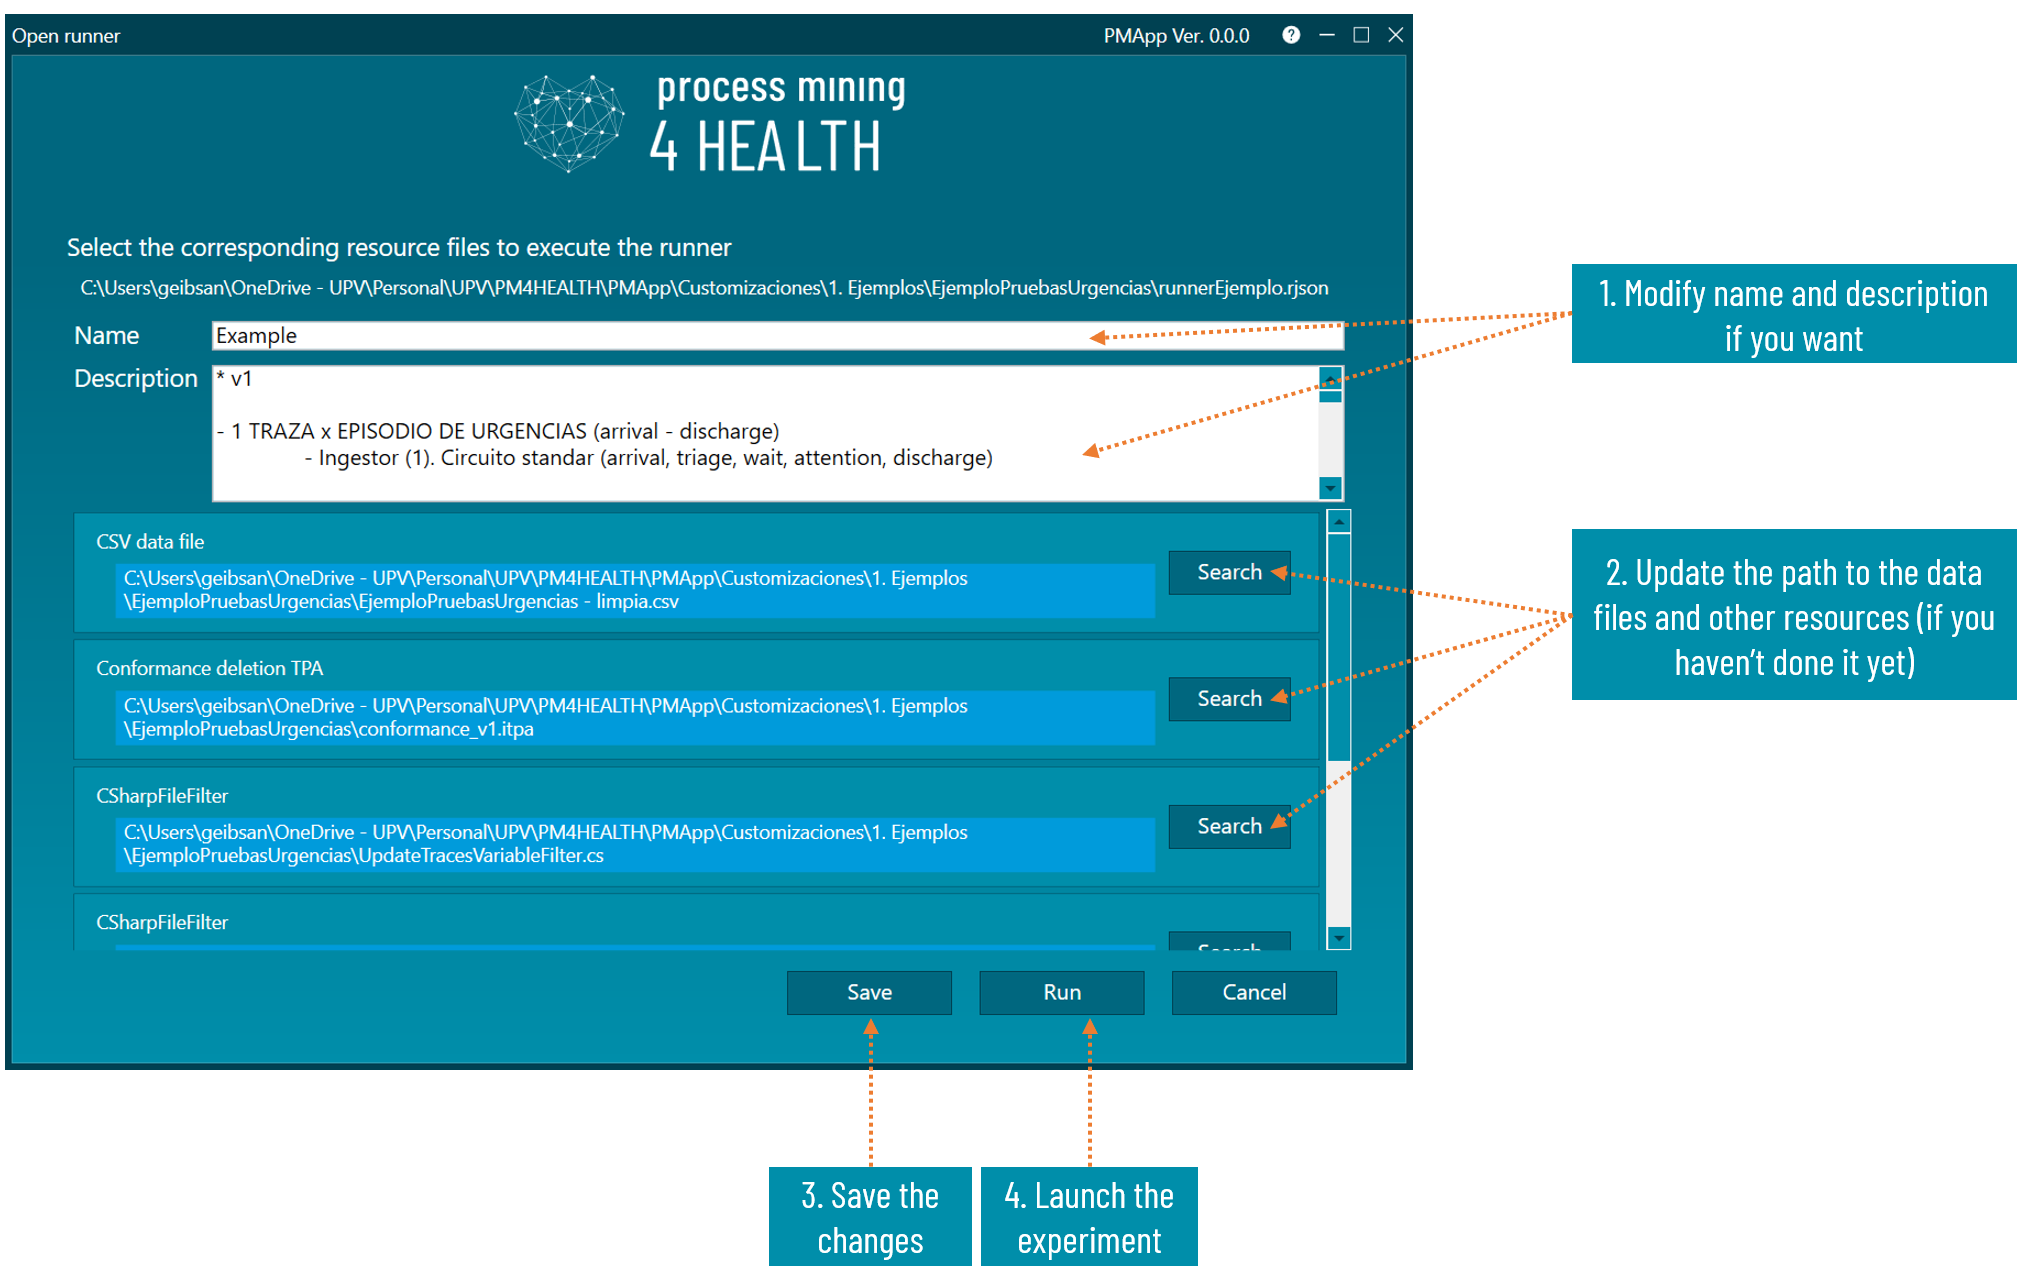 Open runner
PMApp Ver. 0.0.0
process mining
4 HEALTH
Select the corresponding resource files to execute the runner
C:\Users\geibsan\OneDrive - UPV\Personal\UPV\PM4HEALTH\PMApp\Customizaciones\1. Ejemplos\EjemploPruebasUrgencias\runnerEjemplo.rjson
Name
Example
Description
* v1
- 1 TRAZA x EPISODIO DE URGENCIAS (arrival - discharge)
- Ingestor (1). Circuito standar (arrival, triage, wait, attention, discharge)
CSV data file
C:\Users\geibsan\OneDrive - UPV\Personal\UPV\PM4HEALTH\PMApp\Customizaciones\1. Ejemplos
\EjemploPruebasUrgencias\EjemploPruebasUrgencias - limpia.csv
Search
Conformance deletion TPA
C:\Users\geibsan\OneDrive - UPV\Personal\UPV\PM4HEALTH\PMApp\Customizaciones\1. Ejemplos
\EjemploPruebasUrgencias\conformance_v1.itpa
Search
CSharpFileFilter
C:\Users\geibsan\OneDrive - UPV\Personal\UPV\PM4HEALTH\PMApp\Customizaciones\1. Ejemplos
\EjemploPruebasUrgencias\UpdateTracesVariableFilter.cs
Search
CSharpFileFilter
Search
Save
Run
Cancel
1. Modify name and description
if you want
2. Update the path to the data
files and other resources (if you
haven't done it yet)
3. Save the
changes
4. Launch the
experiment